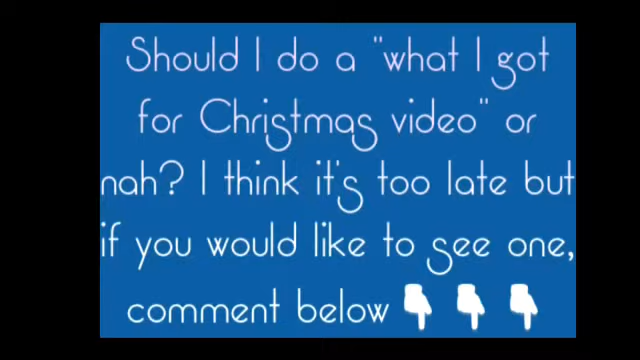 Should I do a "what I got
for Christmas video" or
nah? I think it's too late but
if you would like to see one,
comment below👇👇👇